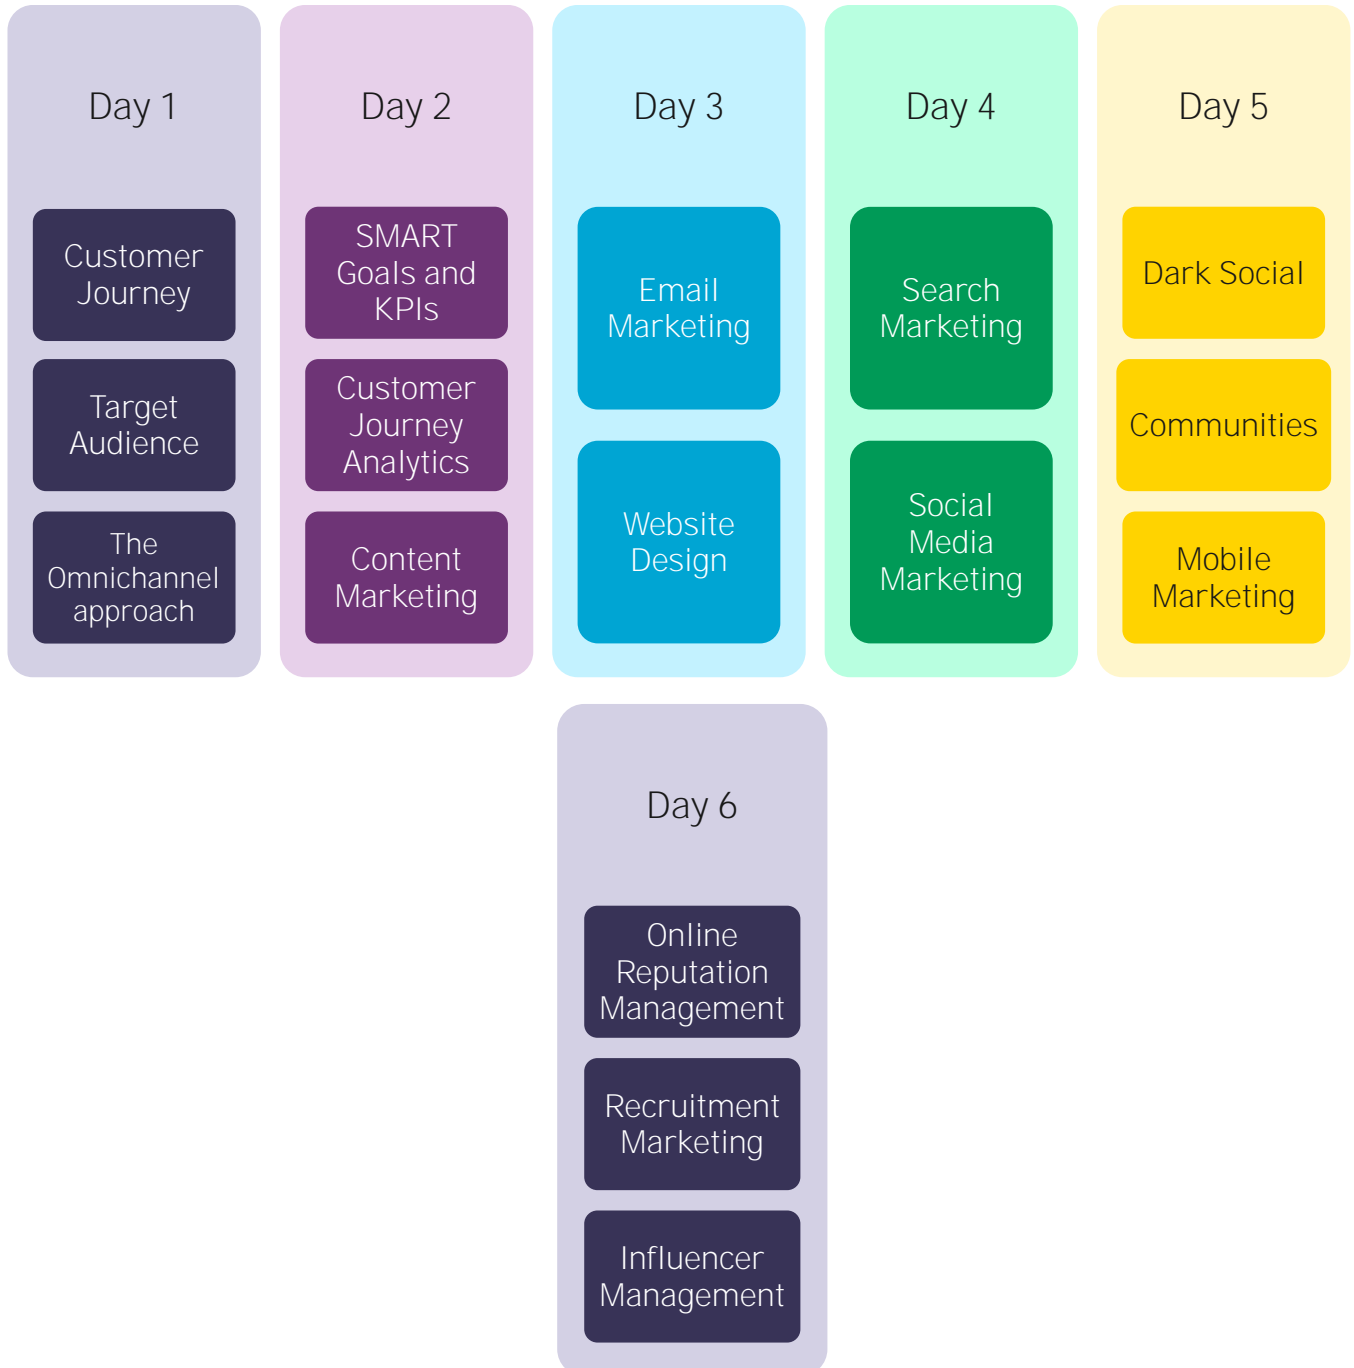 Day 1
Customer
Journey
Target
Audience
The
Omnichannel
approach
Day 2
SMART
Goals and
KPIs
Customer
Journey
Analytics
Content
Marketing
Day 3
Email
Marketing
Website
Design
Day 4
Search
Marketing
Social
Media
Marketing
Day 5
Dark Social
Communities
Mobile
Marketing
Day 6
Online
Reputation
Management
Recruitment
Marketing
Influencer
Management